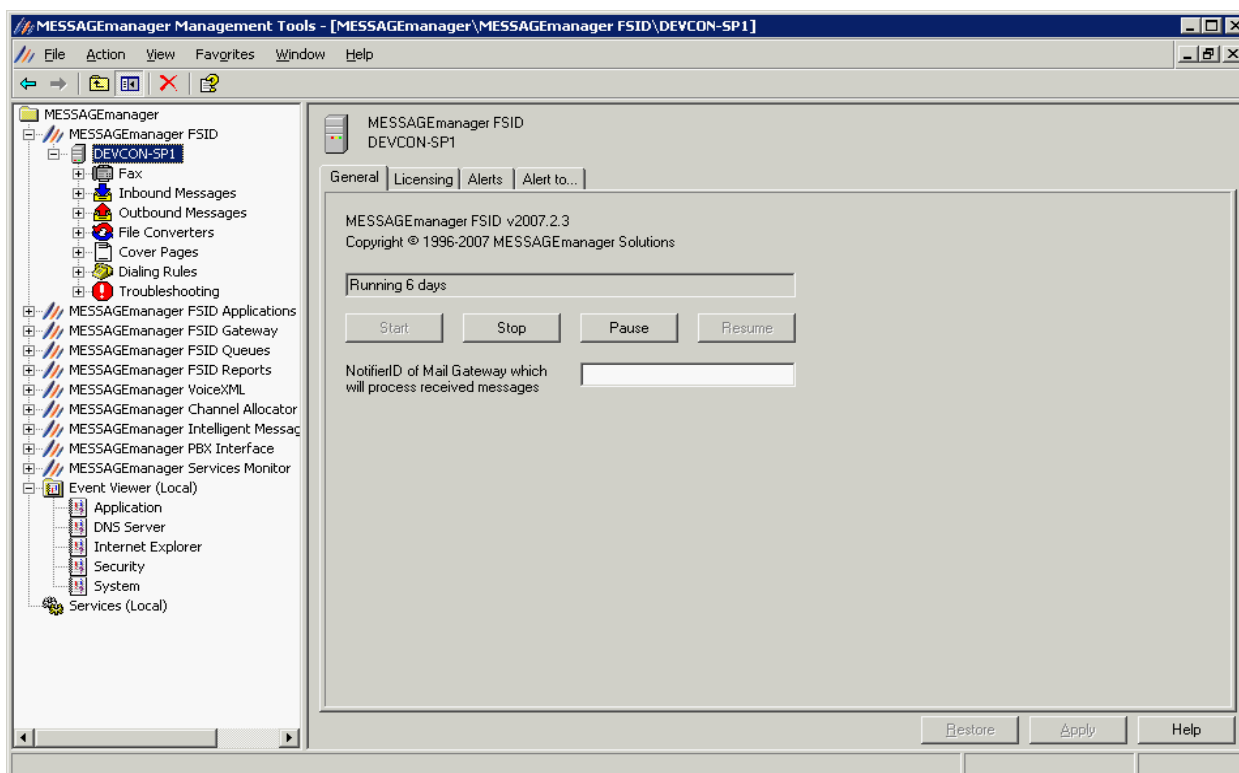 MESSAGEmanager Management Tools - [MESSAGEmanager\MESSAGEmanager FSID\DEVCON-SP1]
File Action View Favorites Window Help
MESSAGEmanager
MESSAGEmanager FSID
DEVCON-SP1
Fax
Inbound Messages
Outbound Messages
File Converters
Cover Pages
Dialing Rules
Troubleshooting
MESSAGEmanager FSID Applications
MESSAGEmanager FSID Gateway
MESSAGEmanager FSID Queues
MESSAGEmanager FSID Reports
MESSAGEmanager VoiceXML
MESSAGEmanager Channel Allocator
MESSAGEmanager Intelligent Messag
MESSAGEmanager PBX Interface
MESSAGEmanager Services Monitor
Event Viewer (Local)
Application
DNS Server
Internet Explorer
Security
System
Services (Local)
MESSAGEmanager FSID
DEVCON-SP1
General Licensing Alerts Alert to...
MESSAGEmanager FSID v2007.2.3
Copyright © 1996-2007 MESSAGEmanager Solutions
Running 6 days
Start Stop Pause Resume
NotifierID of Mail Gateway which
will process received messages
Restore Apply Help